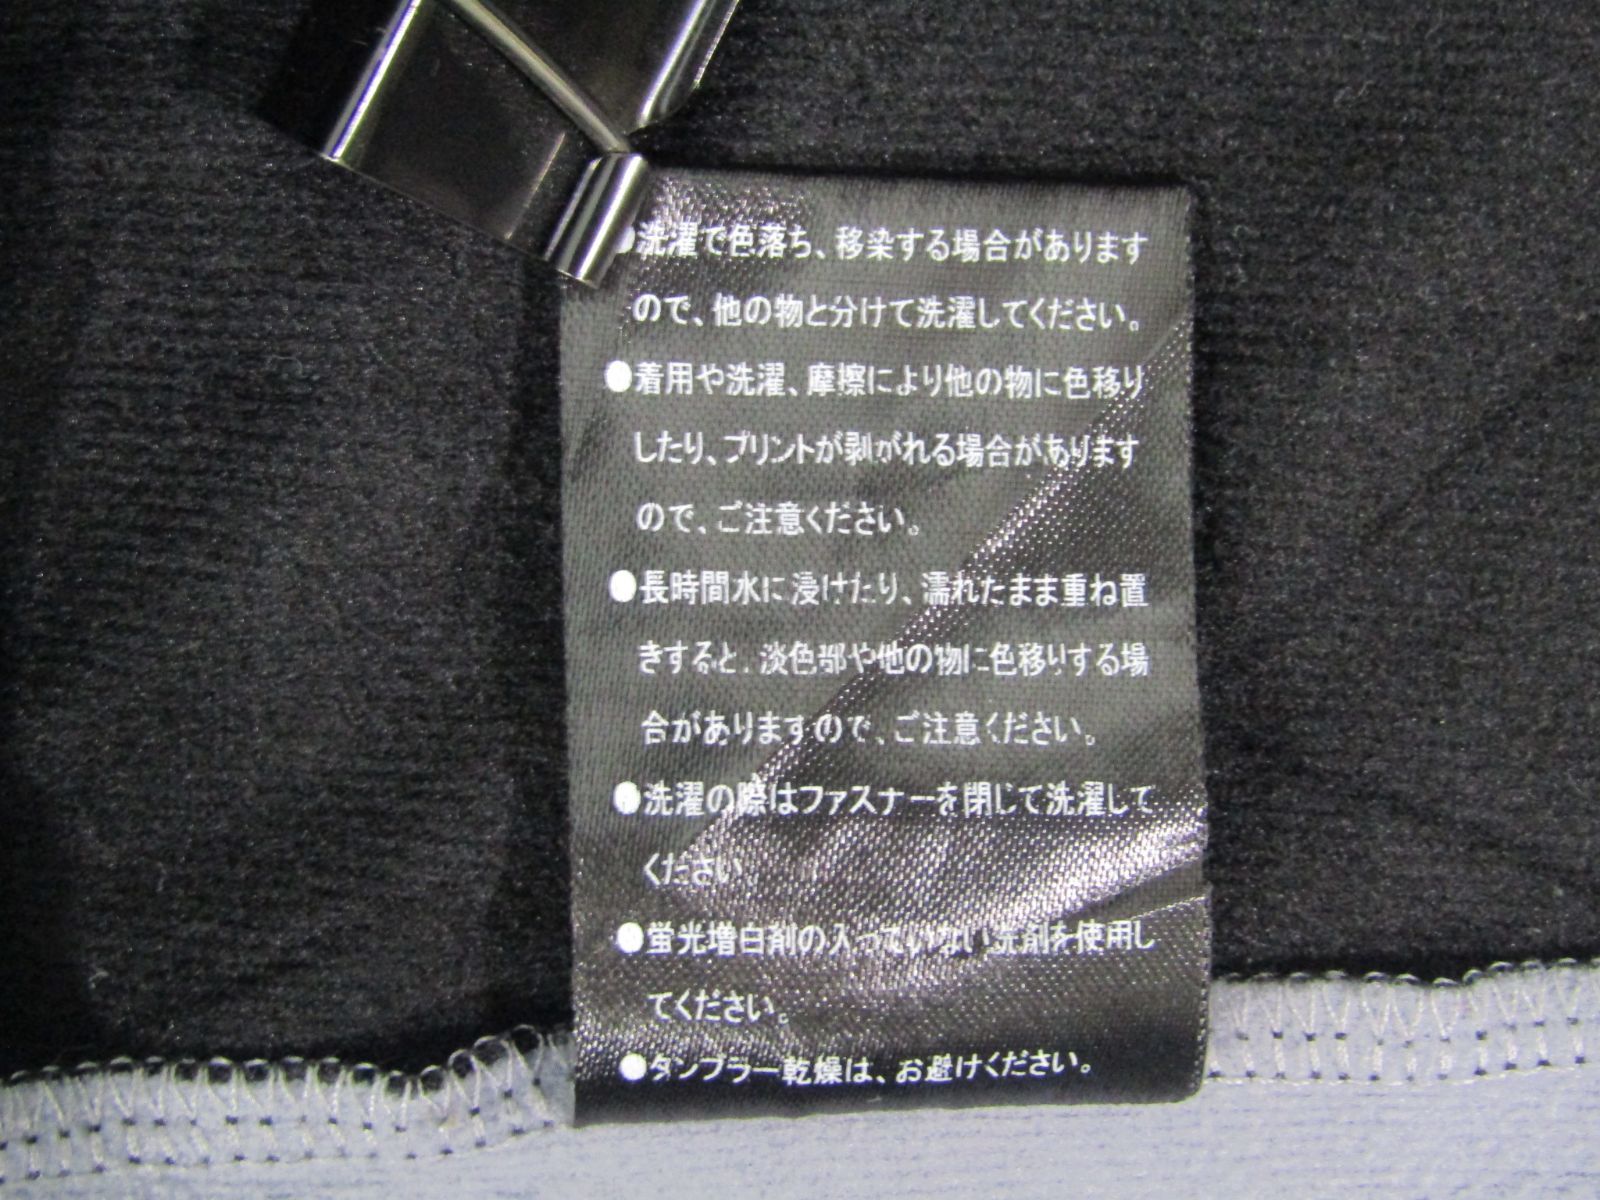 ●洗濯で色落ち、移染する場合があります
ので、他の物と分けて洗濯してください。
●着用や洗濯、摩擦により他の物に色移り
したり、プリントが剥がれる場合があります
ので、ご注意ください。
●長時間水に浸けたり、濡れたまま重ね置
きすると、淡色部や他の物に色移りする場
合がありますので、ご注意ください。
●洗濯の際はファスナーを閉じて洗濯して
ください。
●蛍光増白剤の入っていない洗剤を使用し
てください。
●タンブラー乾燥は、お避けください。